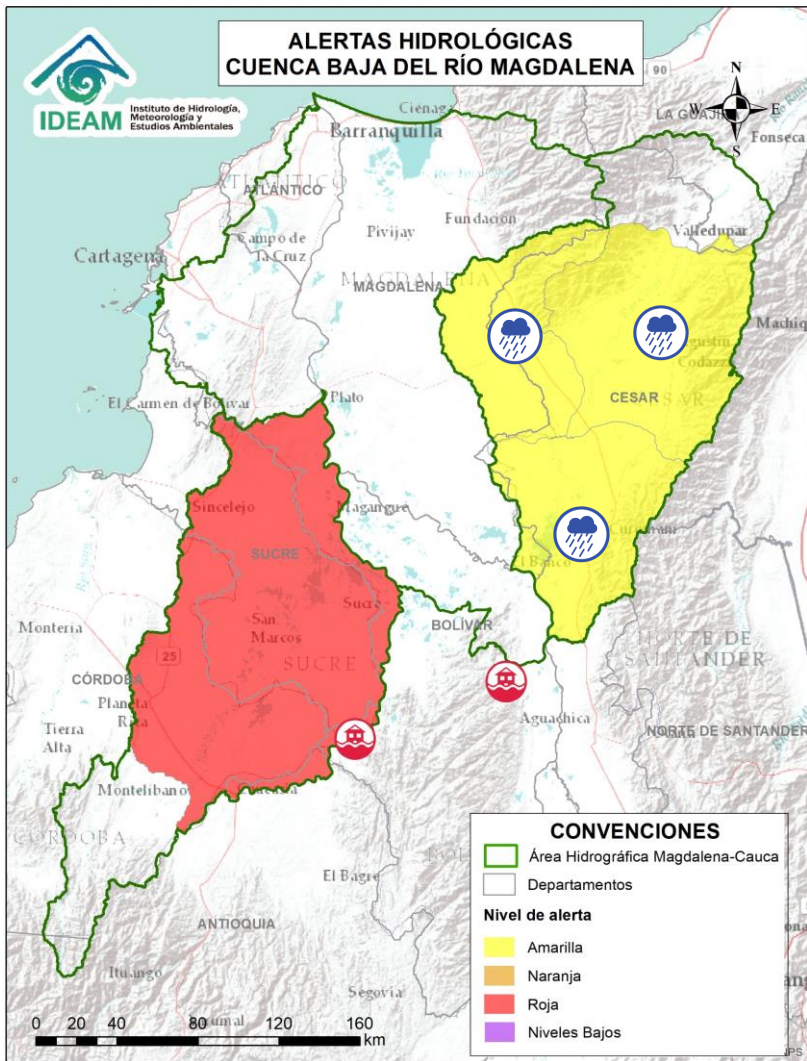 ALERTAS HIDROLÓGICAS
CUENCA BAJA DEL RÍO MAGDALENA
IDEAM
Instituto de Hidrología,
Meteorología y
Estudios Ambientales
N
W
E
S
90
LA GUAJI
Fonseca
Ciénaga
Barranquilla
ATLÁNTICO
Fundación
Pivijay
Valledupar
Campo de
la Cruz
Cartagena
MAGDALENA
MAGDALENA
Machiq
Codazz
El Carmen de Bolívar
Plato
CESAR
Sincelejo
Magangue
SUCRE
El Banco
Sucre
San
Marcos
BOLÍVAR
Montería
SUCRE
NORTE DE
SANTANDER
25
CÓRDOBA
Planeta
Rica
Aguachica
Tierra
Alta
NORTE DE SANTANDER
Montelíbano
CÓRDOBA
El Bagre
ANTIOQUIA
Ituango
Segovia
0 20 40 80 120 160
km
CONVENCIONES
Área Hidrográfica Magdalena-Cauca
Departamentos
Nivel de alerta
Amarilla
Naranja
Roja
Niveles Bajos